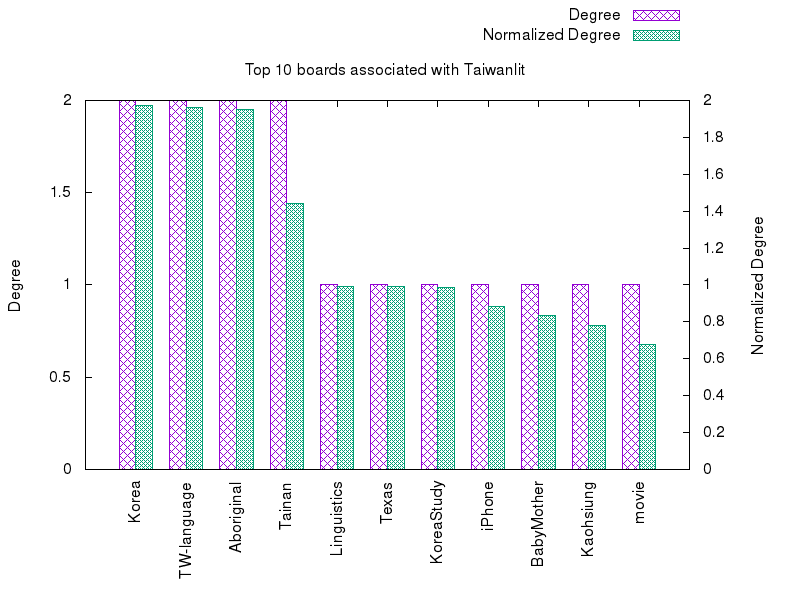 Degree
Normalized Degree
Top 10 boards associated with Taiwanlit
2
1.5
1
0.5
0
2
1.8
1.6
1.4
1.2
1
0.8
0.6
0.4
0.2
0
Degree
Normalized Degree
Korea
TW-language
Aboriginal
Tainan
Linguistics
Texas
KoreaStudy
iPhone
BabyMother
Kaohsiung
movie